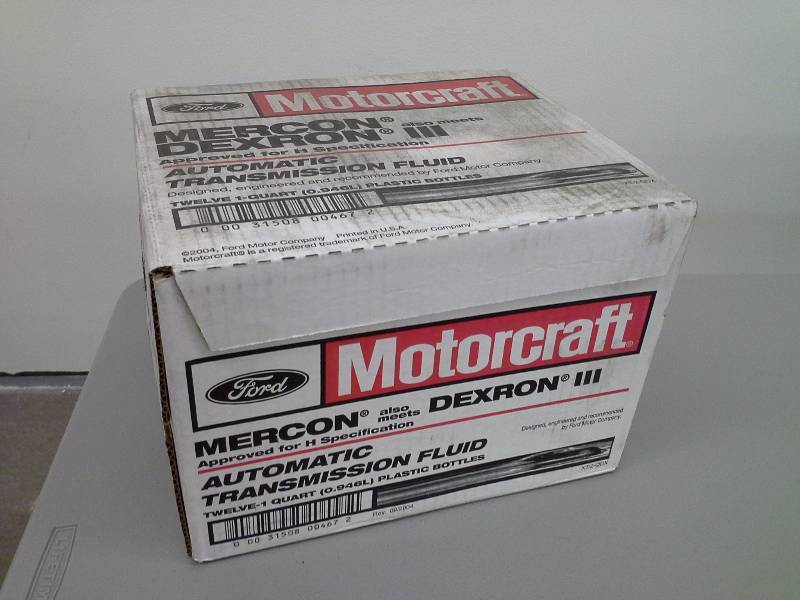 Ford Motorcraft
MERCON® also meets
DEXRON® III
Approved for H Specification
AUTOMATIC
TRANSMISSION FLUID
Designed, engineered and recommended by Ford Motor Company.
TWELVE 1-QUART (0.946L) PLASTIC BOTTLES
0 00 31508 00467 2
©2004, Ford Motor Company Printed in U.S.A.
Motorcraft® is a registered trademark of Ford Motor Company.
Ford Motorcraft®
MERCON® also meets DEXRON® III
Approved for H Specification
Designed, engineered and recommended
by Ford Motor Company.
AUTOMATIC
TRANSMISSION FLUID
TWELVE-1 QUART (0.946L) PLASTIC BOTTLES
Rev. 09/2004
0 00 31508 00467 2
LIFETIM